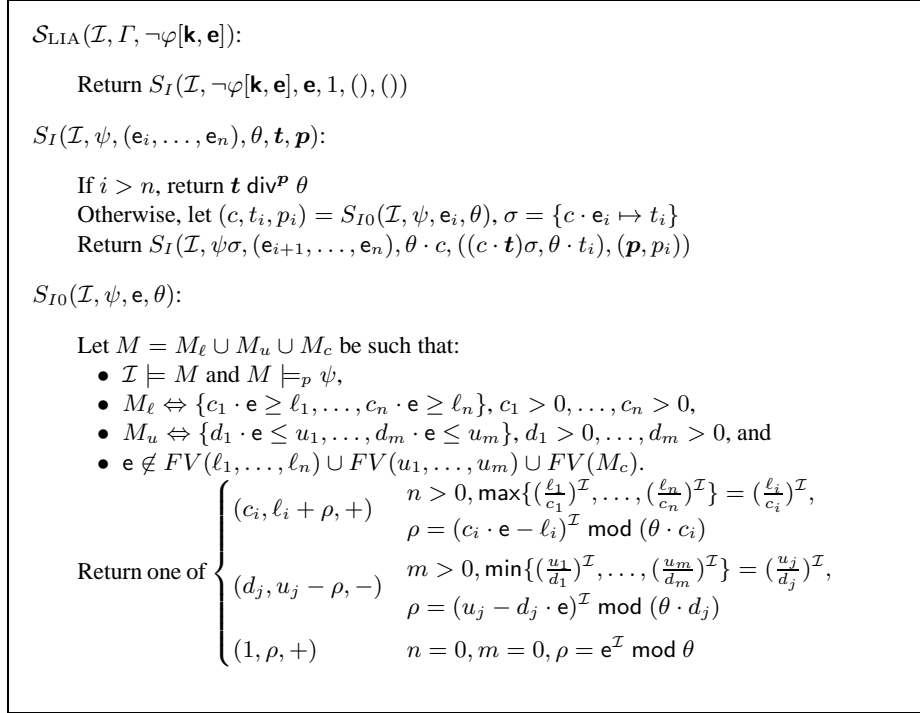 𝒮_LIA(ℐ, Γ, ¬φ[𝐤, 𝐞]):
Return S_I(ℐ, ¬φ[𝐤, 𝐞], 𝐞, 1, (), ())
S_I(ℐ, ψ, (e_i, …, e_n), θ, 𝒕, 𝒑):
If i > n, return 𝒕 div^𝒑 θ
Otherwise, let (c, t_i, p_i) = S_{I0}(ℐ, ψ, e_i, θ), σ = {c · e_i ↦ t_i}
Return S_I(ℐ, ψσ, (e_{i+1}, …, e_n), θ · c, ((c · 𝒕)σ, θ · t_i), (𝒑, p_i))
S_{I0}(ℐ, ψ, e, θ):
Let M = M_ℓ ∪ M_u ∪ M_c be such that:
• ℐ ⊨ M and M ⊨_p ψ,
• M_ℓ ⇔ {c_1 · e ≥ ℓ_1, …, c_n · e ≥ ℓ_n}, c_1 > 0, …, c_n > 0,
• M_u ⇔ {d_1 · e ≤ u_1, …, d_m · e ≤ u_m}, d_1 > 0, …, d_m > 0, and
• e ∉ FV(ℓ_1, …, ℓ_n) ∪ FV(u_1, …, u_m) ∪ FV(M_c).
Return one of { (c_i, ℓ_i + ρ, +) n > 0, max{(ℓ_1/c_1)^ℐ, …, (ℓ_n/c_n)^ℐ} = (ℓ_i/c_i)^ℐ,
ρ = (c_i · e − ℓ_i)^ℐ mod (θ · c_i)
(d_j, u_j − ρ, −) m > 0, min{(u_1/d_1)^ℐ, …, (u_m/d_m)^ℐ} = (u_j/d_j)^ℐ,
ρ = (u_j − d_j · e)^ℐ mod (θ · d_j)
(1, ρ, +) n = 0, m = 0, ρ = e^ℐ mod θ